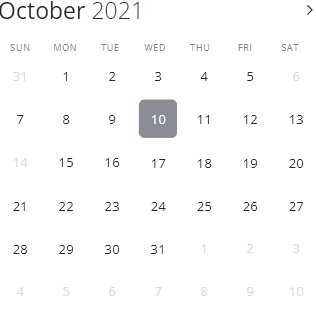 October 2021
SUN MON TUE WED THU FRI SAT
31 1 2 3 4 5 6
7 8 9 10 11 12 13
14 15 16 17 18 19 20
21 22 23 24 25 26 27
28 29 30 31 1 2 3
4 5 6 7 8 9 10